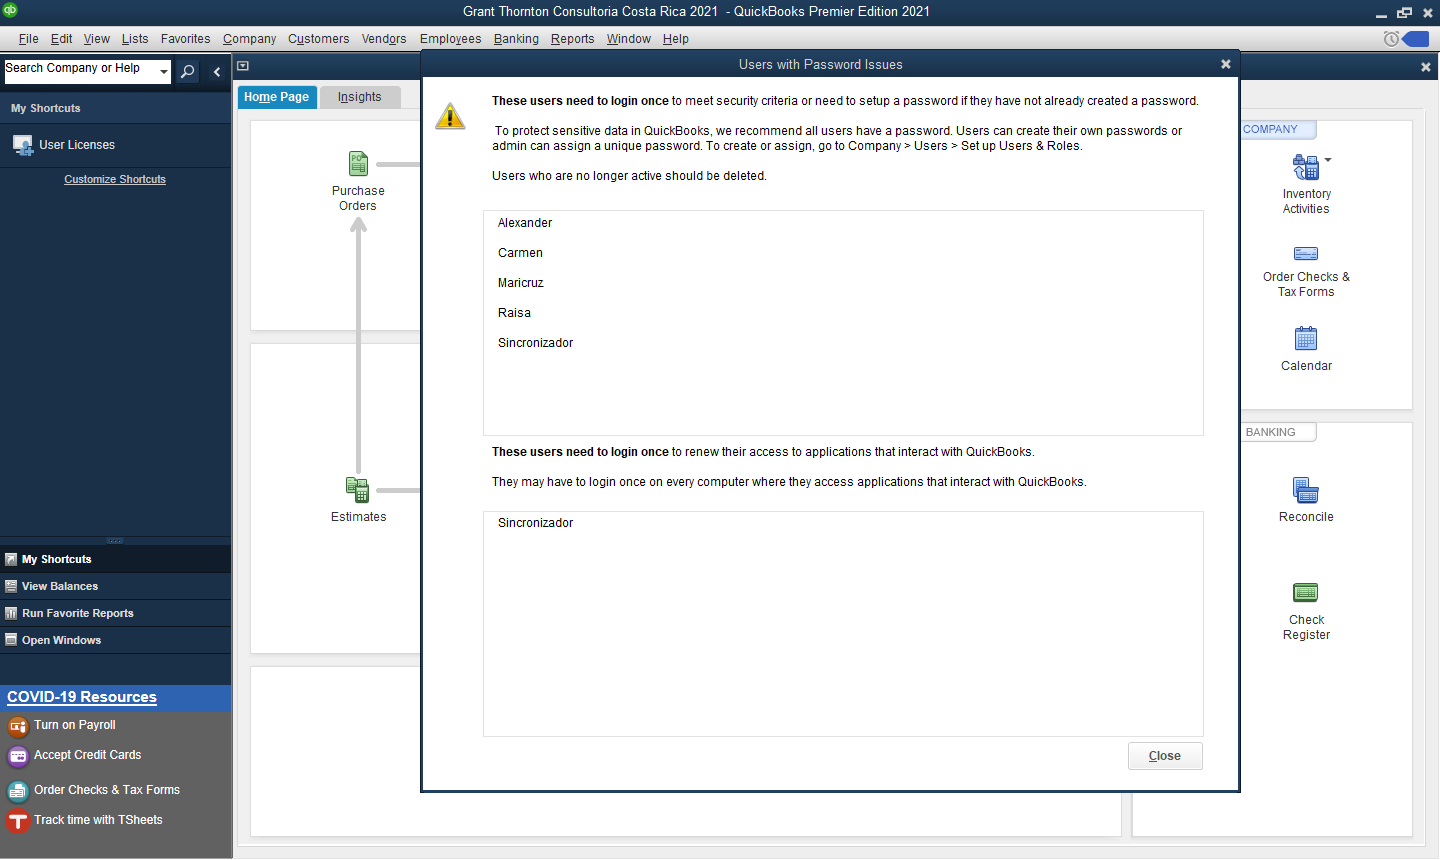 Grant Thornton Consultoria Costa Rica 2021 - QuickBooks Premier Edition 2021
File Edit View Lists Favorites Company Customers Vendors Employees Banking Reports Window Help
Search Company or Help
My Shortcuts
User Licenses
Customize Shortcuts
My Shortcuts
View Balances
Run Favorite Reports
Open Windows
COVID-19 Resources
Turn on Payroll
Accept Credit Cards
Order Checks & Tax Forms
Track time with TSheets
Home Page
Insights
Purchase
Orders
Estimates
Users with Password Issues
These users need to login once to meet security criteria or need to setup a password if they have not already created a password.
To protect sensitive data in QuickBooks, we recommend all users have a password. Users can create their own passwords or
admin can assign a unique password. To create or assign, go to Company > Users > Set up Users & Roles.
Users who are no longer active should be deleted.
Alexander
Carmen
Maricruz
Raisa
Sincronizador
These users need to login once to renew their access to applications that interact with QuickBooks.
They may have to login once on every computer where they access applications that interact with QuickBooks.
Sincronizador
Close
COMPANY
Inventory
Activities
Order Checks &
Tax Forms
Calendar
BANKING
Reconcile
Check
Register